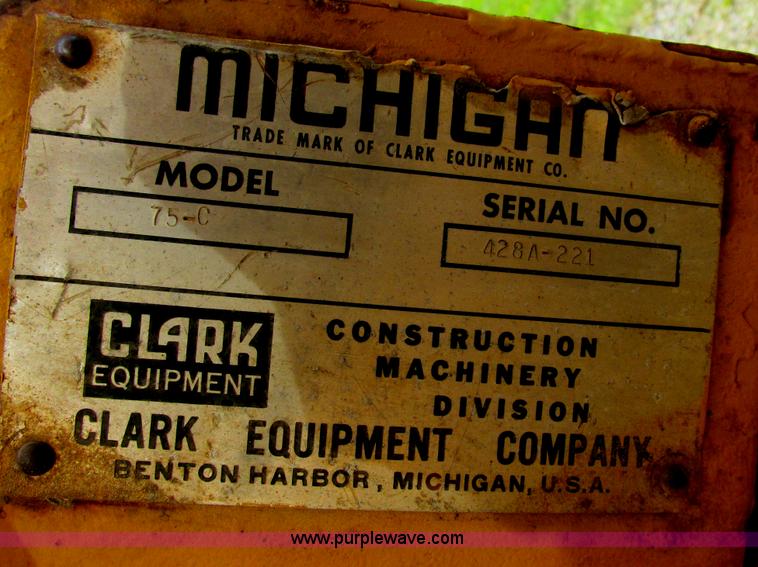 MICHIGAN
TRADE MARK OF CLARK EQUIPMENT CO.
MODEL
75-C
SERIAL NO.
428A-221
CLARK
EQUIPMENT
CONSTRUCTION
MACHINERY
DIVISION
CLARK EQUIPMENT COMPANY
BENTON HARBOR, MICHIGAN, U.S.A.
www.purplewave.com